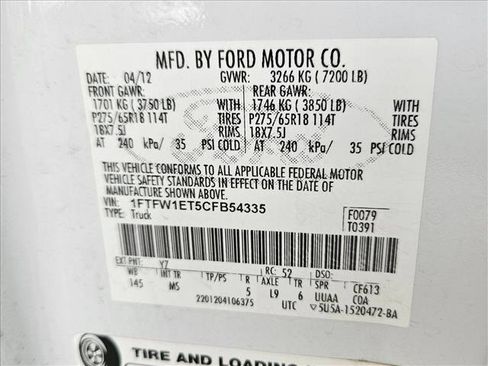 MFD. BY FORD MOTOR CO.
DATE: 04/12 GVWR: 3266 KG ( 7200 LB)
FRONT GAWR: REAR GAWR:
1701 KG ( 3750 LB) 1746 KG ( 3850 LB) WITH
P275/65R18 114T WITH TIRES P275/65R18 114T TIRES
18X7.5J RIMS 18X7.5J RIMS
AT 240 kPa/ 35 PSI COLD AT 240 kPa/ 35 PSI COLD
THIS VEHICLE CONFORMS TO ALL APPLICABLE FEDERAL MOTOR
VEHICLE SAFETY STANDARDS IN EFFECT ON THE DATE OF
MANUFACTURE SHOWN ABOVE.
VIN: 1FTFW1ET5CFB54335 F0079
TYPE: Truck T0391
EXT PNT: Y7 RC: 52 DSO:
WB INT TR TP/PS R AXLE TR SPR CF613
145 MS 5 L9 6 UUAA COA
2201204106375 UTC 5U5A-1520472-BA
TIRE AND LOADING